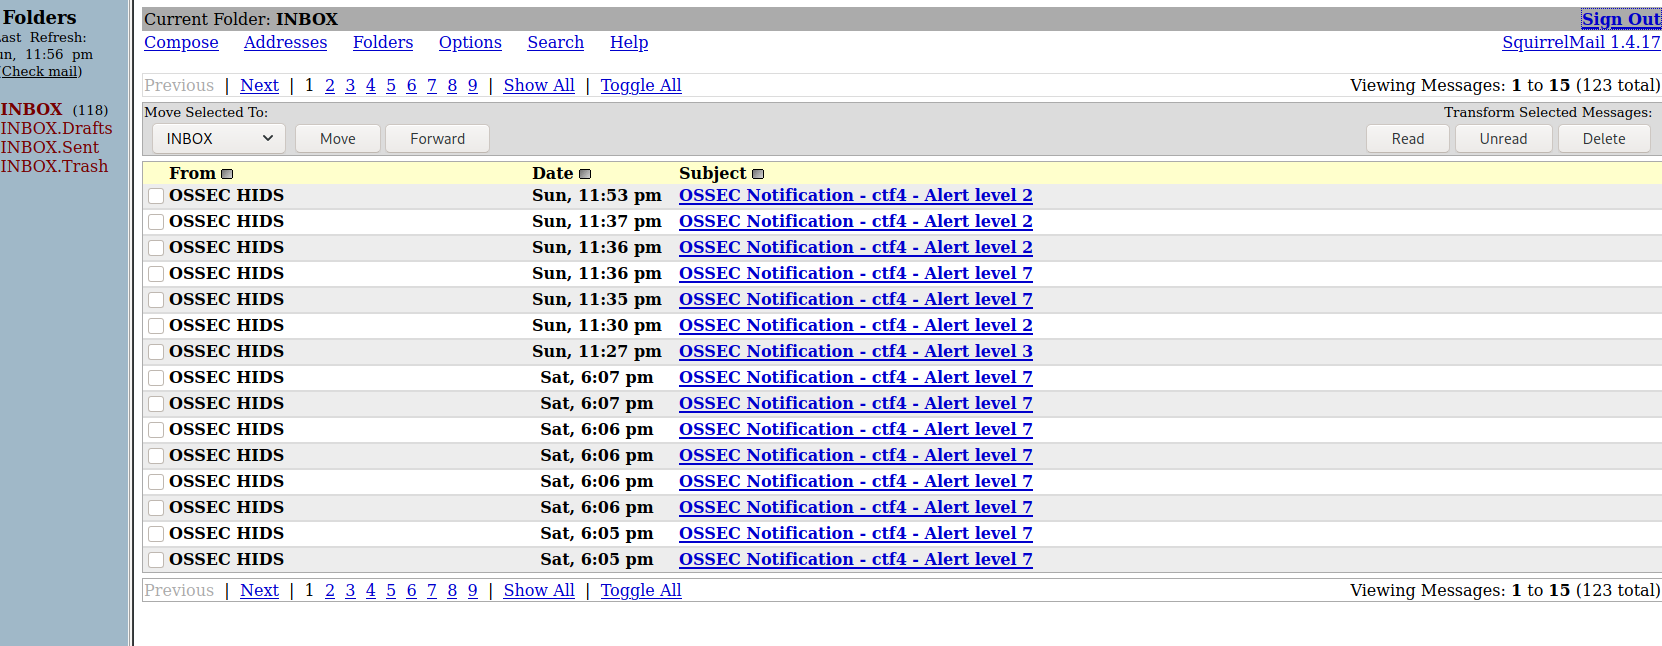 Folders
Last Refresh:
Sun, 11:56 pm
(Check mail)
INBOX (118)
INBOX.Drafts
INBOX.Sent
INBOX.Trash
Current Folder: INBOX Sign Out
Compose Addresses Folders Options Search Help SquirrelMail 1.4.17
Previous | Next | 1 2 3 4 5 6 7 8 9 | Show All | Toggle All Viewing Messages: 1 to 15 (123 total)
Move Selected To: Transform Selected Messages:
INBOX Move Forward Read Unread Delete
From Date Subject
OSSEC HIDS Sun, 11:53 pm OSSEC Notification - ctf4 - Alert level 2
OSSEC HIDS Sun, 11:37 pm OSSEC Notification - ctf4 - Alert level 2
OSSEC HIDS Sun, 11:36 pm OSSEC Notification - ctf4 - Alert level 2
OSSEC HIDS Sun, 11:36 pm OSSEC Notification - ctf4 - Alert level 7
OSSEC HIDS Sun, 11:35 pm OSSEC Notification - ctf4 - Alert level 7
OSSEC HIDS Sun, 11:30 pm OSSEC Notification - ctf4 - Alert level 2
OSSEC HIDS Sun, 11:27 pm OSSEC Notification - ctf4 - Alert level 3
OSSEC HIDS Sat, 6:07 pm OSSEC Notification - ctf4 - Alert level 7
OSSEC HIDS Sat, 6:07 pm OSSEC Notification - ctf4 - Alert level 7
OSSEC HIDS Sat, 6:06 pm OSSEC Notification - ctf4 - Alert level 7
OSSEC HIDS Sat, 6:06 pm OSSEC Notification - ctf4 - Alert level 7
OSSEC HIDS Sat, 6:06 pm OSSEC Notification - ctf4 - Alert level 7
OSSEC HIDS Sat, 6:06 pm OSSEC Notification - ctf4 - Alert level 7
OSSEC HIDS Sat, 6:05 pm OSSEC Notification - ctf4 - Alert level 7
OSSEC HIDS Sat, 6:05 pm OSSEC Notification - ctf4 - Alert level 7
Previous | Next | 1 2 3 4 5 6 7 8 9 | Show All | Toggle All Viewing Messages: 1 to 15 (123 total)